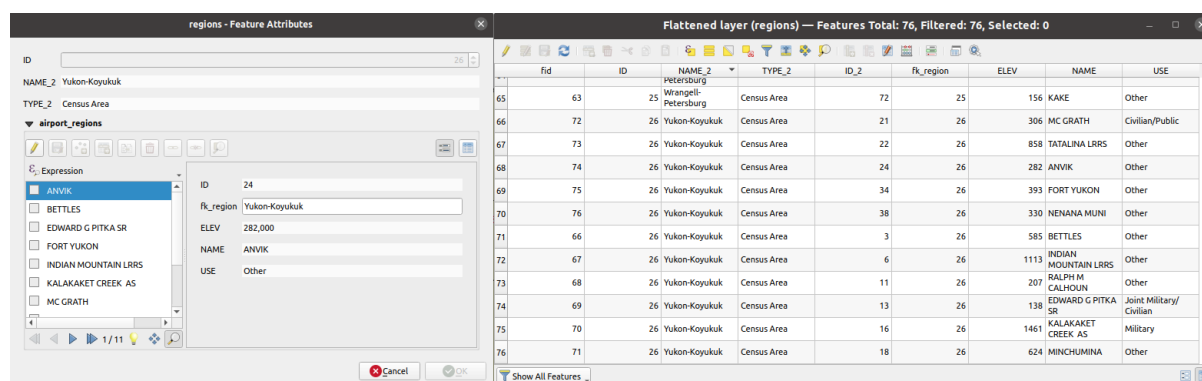 regions - Feature Attributes
ID 26
NAME_2 Yukon-Koyukuk
TYPE_2 Census Area
airport_regions
Expression
ANVIK
BETTLES
EDWARD G PITKA SR
FORT YUKON
INDIAN MOUNTAIN LRRS
KALAKAKET CREEK AS
MC GRATH
ID 24
fk_region Yukon-Koyukuk
ELEV 282,000
NAME ANVIK
USE Other
1 / 11
Cancel OK
Flattened layer (regions) — Features Total: 76, Filtered: 76, Selected: 0
fid ID NAME_2 TYPE_2 ID_2 fk_region ELEV NAME USE
Petersburg
65 63 25 Wrangell-Petersburg Census Area 72 25 156 KAKE Other
66 72 26 Yukon-Koyukuk Census Area 21 26 306 MC GRATH Civilian/Public
67 73 26 Yukon-Koyukuk Census Area 22 26 858 TATALINA LRRS Other
68 74 26 Yukon-Koyukuk Census Area 24 26 282 ANVIK Other
69 75 26 Yukon-Koyukuk Census Area 34 26 393 FORT YUKON Other
70 76 26 Yukon-Koyukuk Census Area 38 26 330 NENANA MUNI Other
71 66 26 Yukon-Koyukuk Census Area 3 26 585 BETTLES Other
72 67 26 Yukon-Koyukuk Census Area 6 26 1113 INDIAN MOUNTAIN LRRS Other
73 68 26 Yukon-Koyukuk Census Area 11 26 207 RALPH M CALHOUN Other
74 69 26 Yukon-Koyukuk Census Area 13 26 138 EDWARD G PITKA SR Joint Military/Civilian
75 70 26 Yukon-Koyukuk Census Area 16 26 1461 KALAKAKET CREEK AS Military
76 71 26 Yukon-Koyukuk Census Area 18 26 624 MINCHUMINA Other
Show All Features